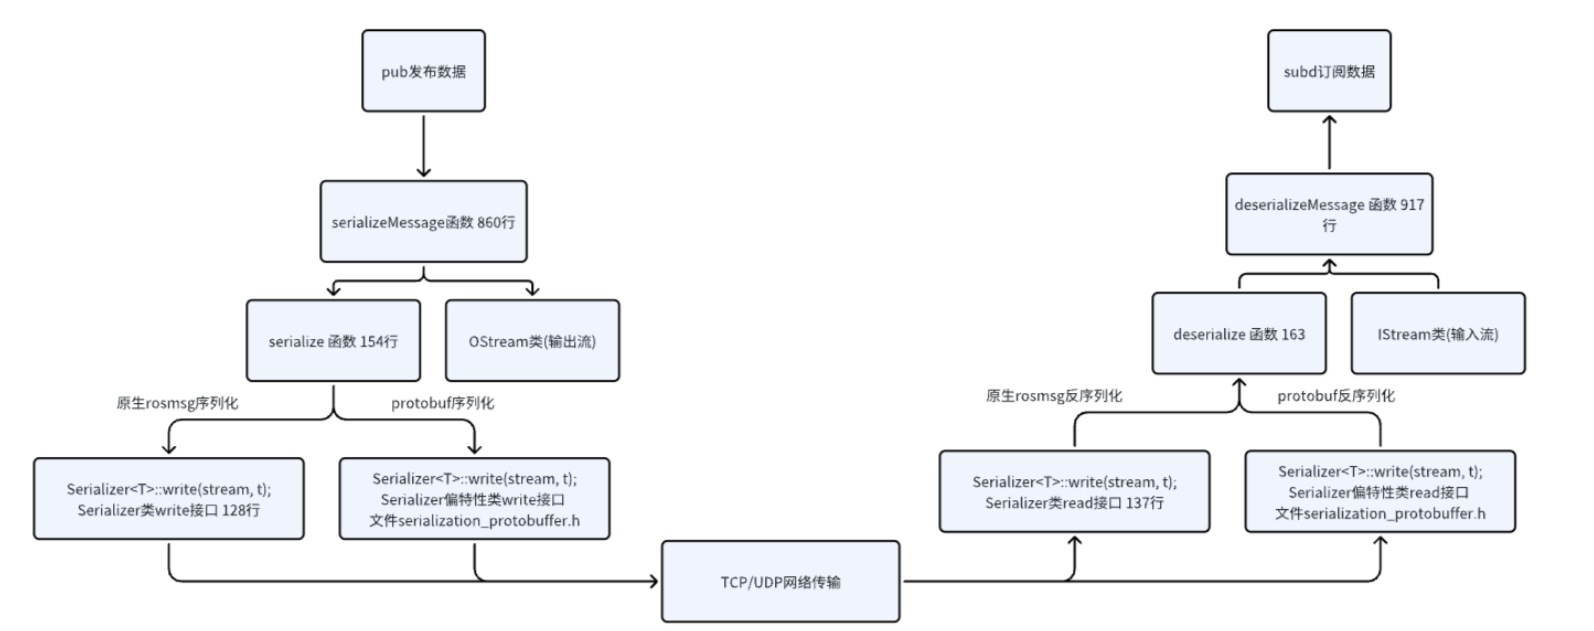 pub发布数据
serializeMessage函数 860行
serialize 函数 154行
OStream类(输出流)
原生rosmsg序列化
protobuf序列化
Serializer<T>::write(stream, t);
Serializer类write接口 128行
Serializer<T>::write(stream, t);
Serializer偏特性类write接口
文件serialization_protobuffer.h
TCP/UDP网络传输
subd订阅数据
deserializeMessage 函数 917
行
deserialize 函数 163
IStream类(输入流)
原生rosmsg反序列化
protobuf反序列化
Serializer<T>::write(stream, t);
Serializer类read接口 137行
Serializer<T>::write(stream, t);
Serializer偏特性类read接口
文件serialization_protobuffer.h